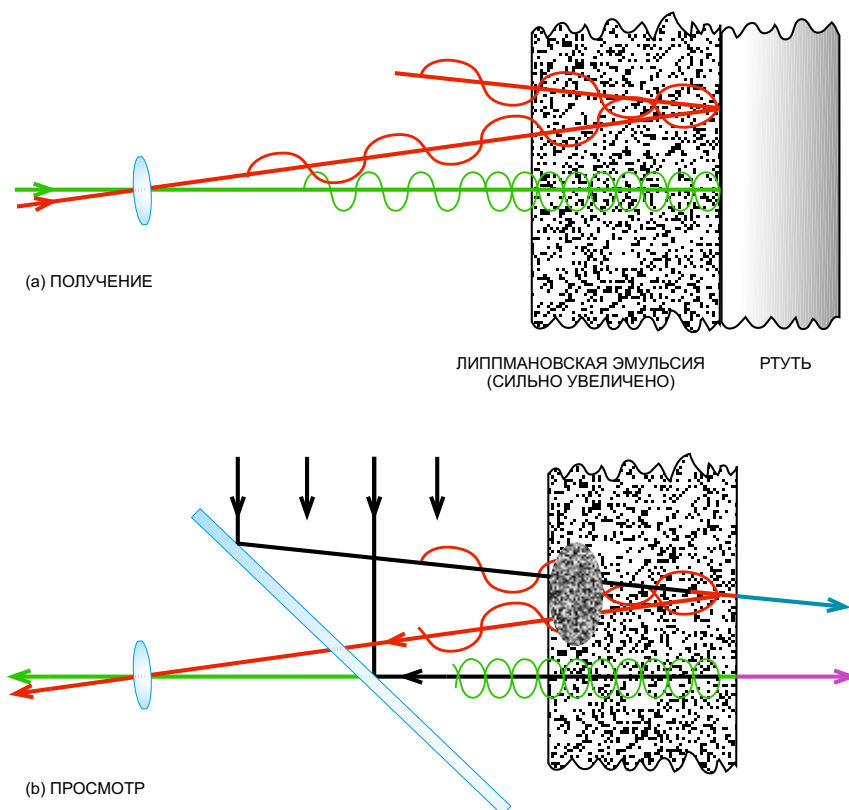 (a) ПОЛУЧЕНИЕ
ЛИППМАНОВСКАЯ ЭМУЛЬСИЯ
(СИЛЬНО УВЕЛИЧЕНО)
РТУТЬ
(b) ПРОСМОТР